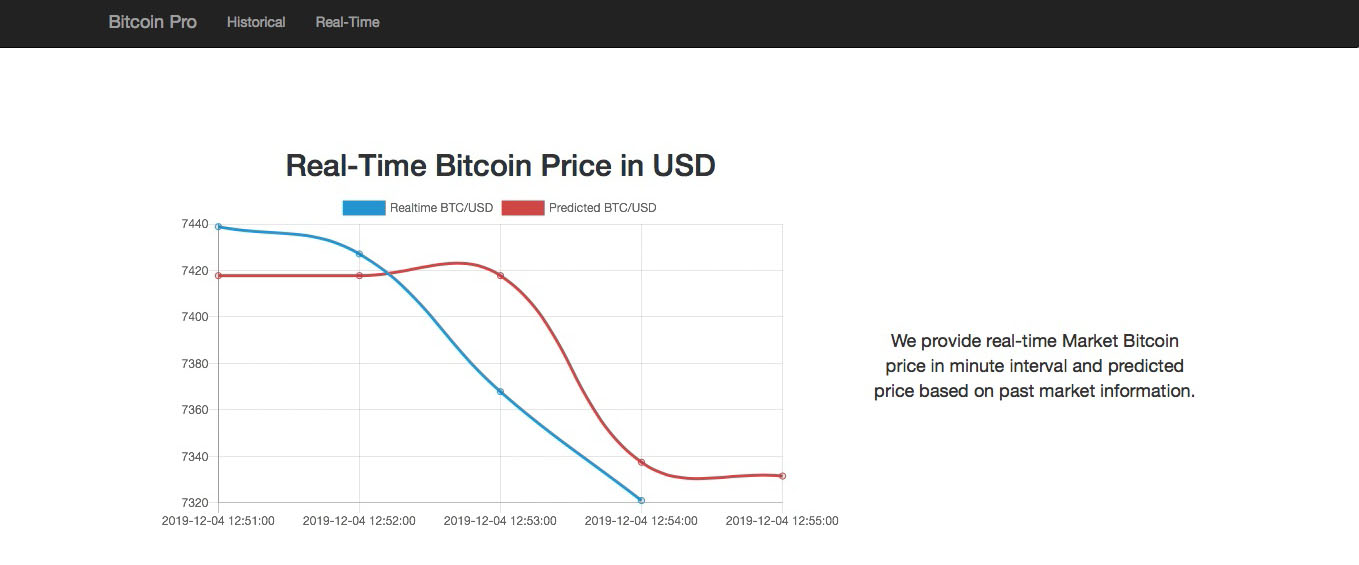 Bitcoin Pro Historical Real-Time
Real-Time Bitcoin Price in USD
Realtime BTC/USD Predicted BTC/USD
7440
7420
7400
7380
7360
7340
7320
2019-12-04 12:51:00 2019-12-04 12:52:00 2019-12-04 12:53:00 2019-12-04 12:54:00 2019-12-04 12:55:00
We provide real-time Market Bitcoin
price in minute interval and predicted
price based on past market information.